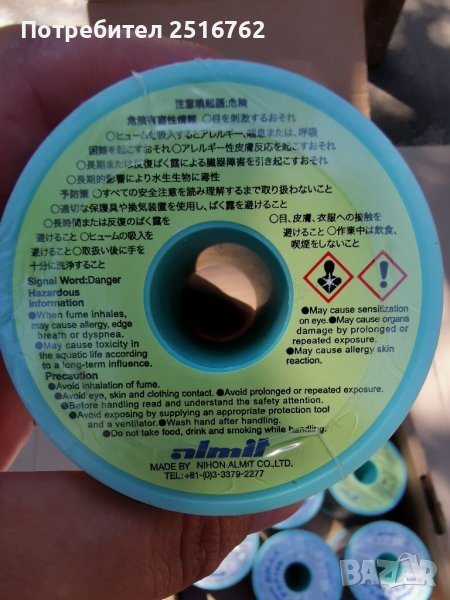 Потребител 2516762
注意喚起語:危険
危険有害性情報 ○目を刺激するおそれ
○ヒュームを吸入するとアレルギー、喘息または、呼吸
困難を起こすおそれ○アレルギー性皮膚反応を起こすおそれ
○長期または反復ばく露による臓器障害を引き起こすおそれ
○長期的影響により水生生物に毒性
予防策 ○すべての安全注意を読み理解するまで取り扱わないこと
○適切な保護具や換気装置を使用し、ばく露を避けること
○長時間または反復のばく露を
避けること ○ヒュームの吸入を
避けること ○取扱い後に手を
十分に洗浄すること
○目、皮膚、衣服への接触を
避けること ○作業中は飲食、
喫煙をしないこと
Signal Word:Danger
Hazardous
information
●When fume inhales,
may cause allergy, edge
breath or dyspnea.
●May cause toxicity in
the aquatic life according
to a long-term influence.
●May cause sensitization
on eye. ●May cause organs
damage by prolonged or
repeated exposure.
●May cause allergy skin
reaction.
Precaution
●Avoid inhalation of fume.
●Avoid eye, skin and clothing contact. ●Avoid prolonged or repeated exposure.
●Before handling read and understand the safety attention.
●Avoid exposing by supplying an appropriate protection tool
and a ventilator. ●Wash hand after handling.
●Do not take food, drink and smoking while handling.
almit
MADE BY NIHON ALMIT CO.,LTD.
TEL:+81-(0)3-3379-2277
BAZAR